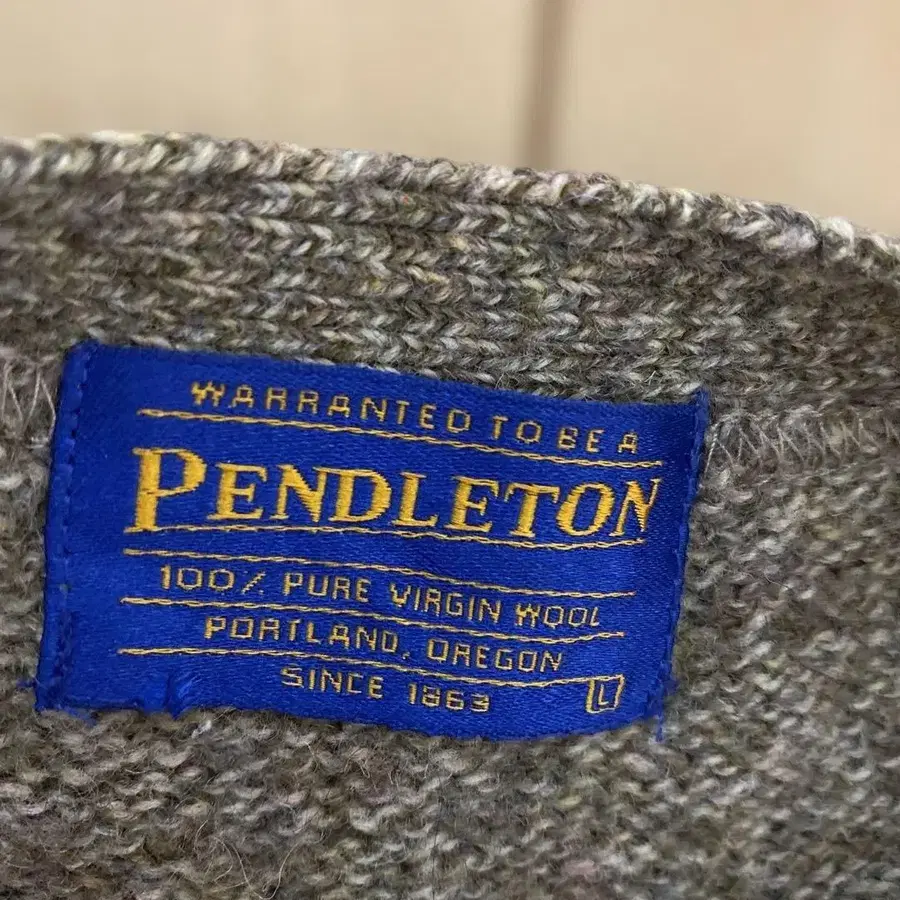 WARRANTED TO BE A
PENDLETON
100% PURE VIRGIN WOOL
PORTLAND, OREGON
SINCE 1863 L